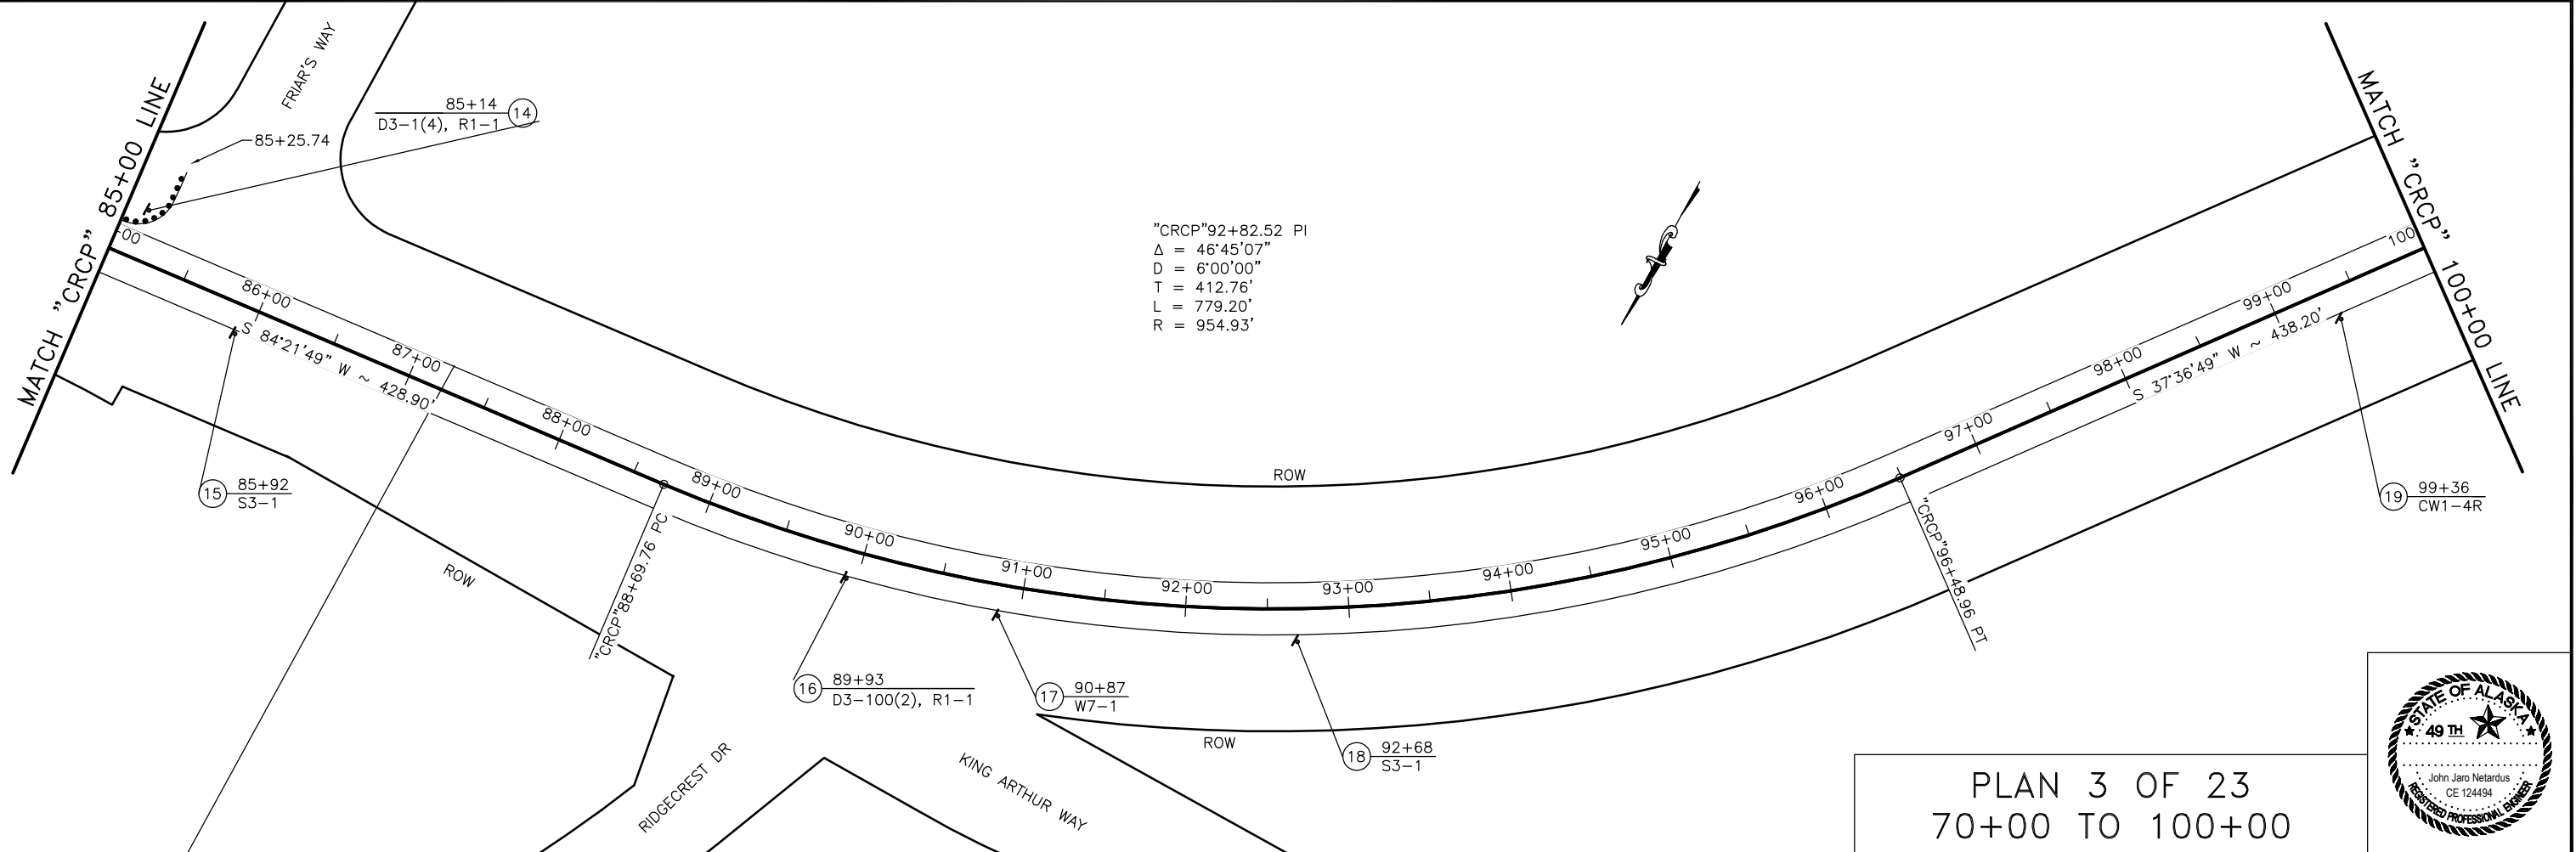 MATCH "CRCP" 85+00 LINE
FRIAR'S WAY
85+14
D3-1(4), R1-1
14
85+25.74
+00
86+00
87+00
88+00
89+00
90+00
91+00
92+00
93+00
94+00
95+00
96+00
97+00
98+00
99+00
100
S 84°21'49" W ~ 428.90'
S 37°36'49" W ~ 438.20'
"CRCP"92+82.52 PI
Δ = 46°45'07"
D = 6°00'00"
T = 412.76'
L = 779.20'
R = 954.93'
MATCH "CRCP" 100+00 LINE
ROW
15
85+92
S3-1
ROW
"CRCP"88+69.76 PC
16
89+93
D3-100(2), R1-1
17
90+87
W7-1
ROW
18
92+68
S3-1
"CRCP"96+48.96 PT
19
99+36
CW1-4R
RIDGECREST DR
KING ARTHUR WAY
PLAN 3 OF 23
70+00 TO 100+00
STATE OF ALASKA
49 TH
John Jaro Netardus
CE 124494
REGISTERED PROFESSIONAL ENGINEER